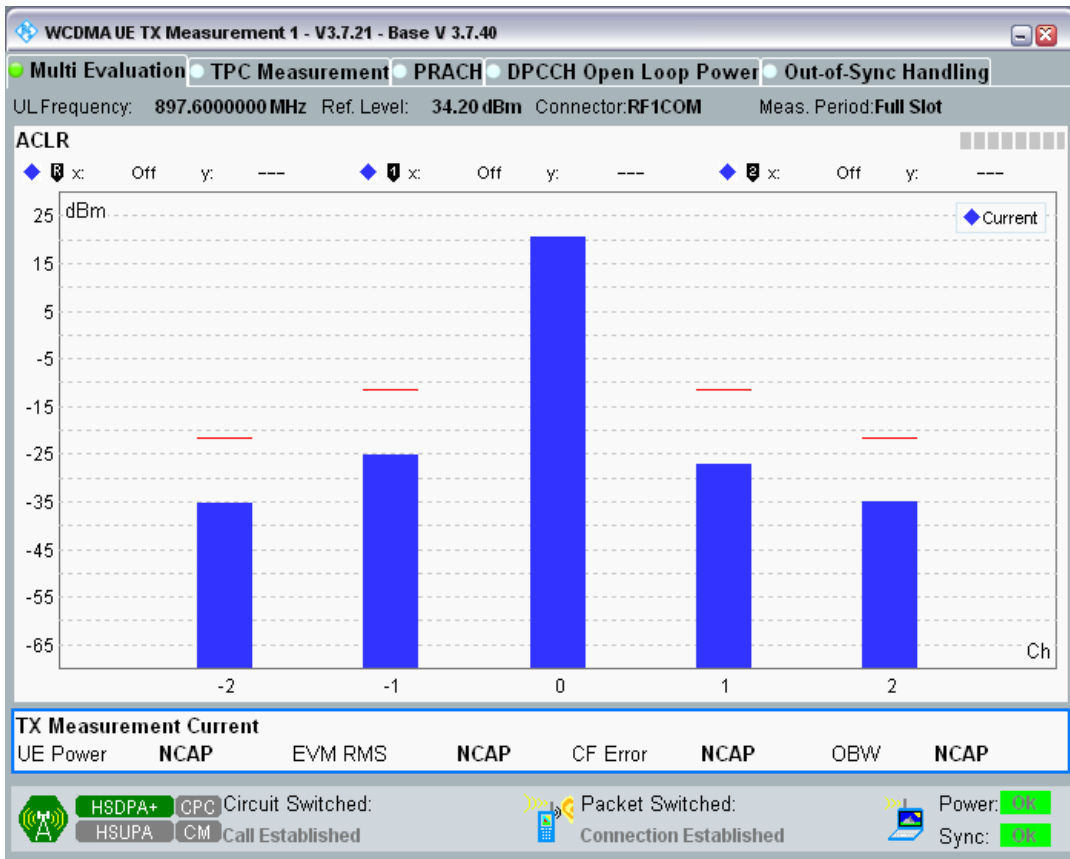 WCDMA UE TX Measurement 1 - V3.7.21 - Base V 3.7.40
Multi Evaluation TPC Measurement PRACH DPCCH Open Loop Power Out-of-Sync Handling
UL Frequency: 897.6000000 MHz Ref. Level: 34.20 dBm Connector:RF1COM Meas. Period:Full Slot
ACLR
R x: Off y: --- 1 x: Off y: --- 2 x: Off y: ---
dBm
Current
25
15
5
-5
-15
-25
-35
-45
-55
-65
Ch
-2 -1 0 1 2
TX Measurement Current
UE Power NCAP EVM RMS NCAP CF Error NCAP OBW NCAP
HSDPA+ CPC Circuit Switched: Packet Switched: Power: Ok
HSUPA CM Call Established Connection Established Sync: Ok